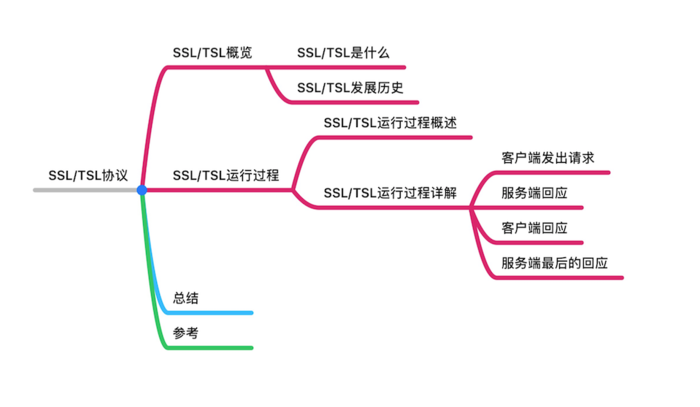 SSL/TSL协议
SSL/TSL概览
SSL/TSL是什么
SSL/TSL发展历史
SSL/TSL运行过程
SSL/TSL运行过程概述
SSL/TSL运行过程详解
客户端发出请求
服务端回应
客户端回应
服务端最后的回应
总结
参考